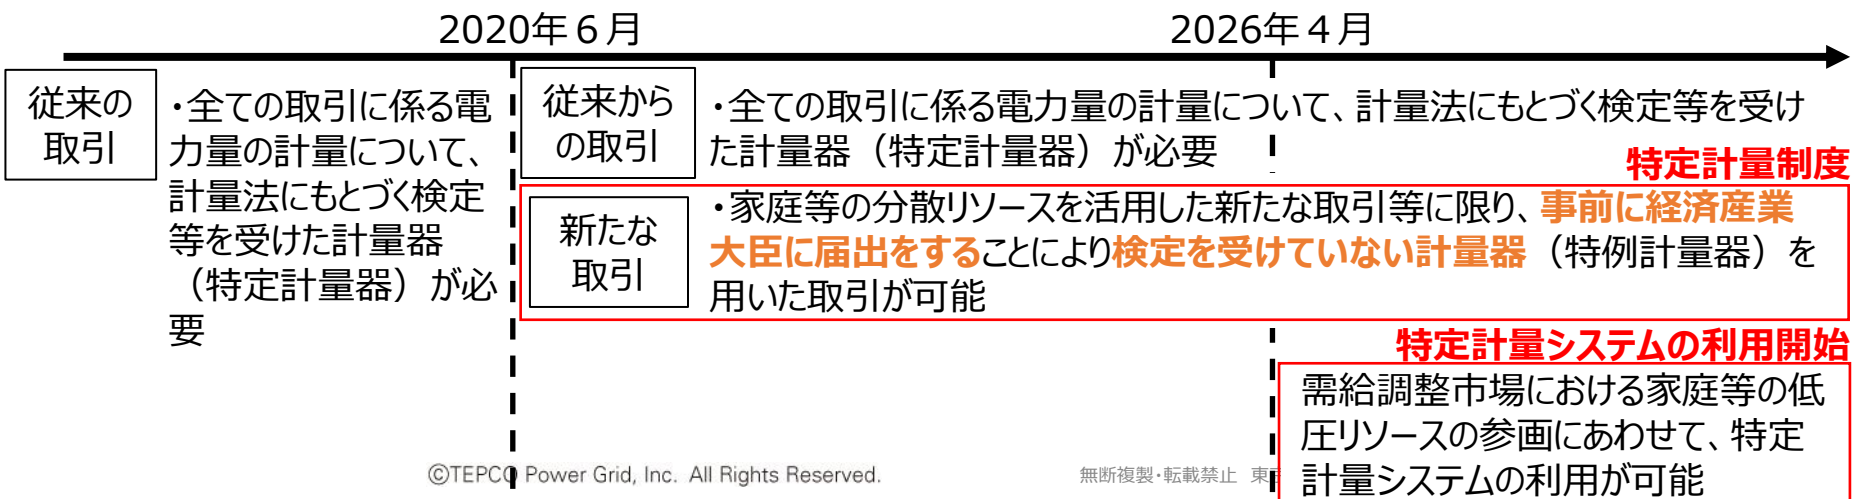 2020年６月
2026年４月
従来の
取引
・全ての取引に係る電
力量の計量について、
計量法にもとづく検定
等を受けた計量器
（特定計量器）が必
要
従来から
の取引
・全ての取引に係る電力量の計量について、計量法にもとづく検定等を受け
た計量器（特定計量器）が必要
特定計量制度
新たな
取引
・家庭等の分散リソースを活用した新たな取引等に限り、事前に経済産業
大臣に届出をすることにより検定を受けていない計量器（特例計量器）を
用いた取引が可能
特定計量システムの利用開始
需給調整市場における家庭等の低
圧リソースの参画にあわせて、特定
計量システムの利用が可能
©TEPCO Power Grid, Inc. All Rights Reserved.
無断複製・転載禁止 東